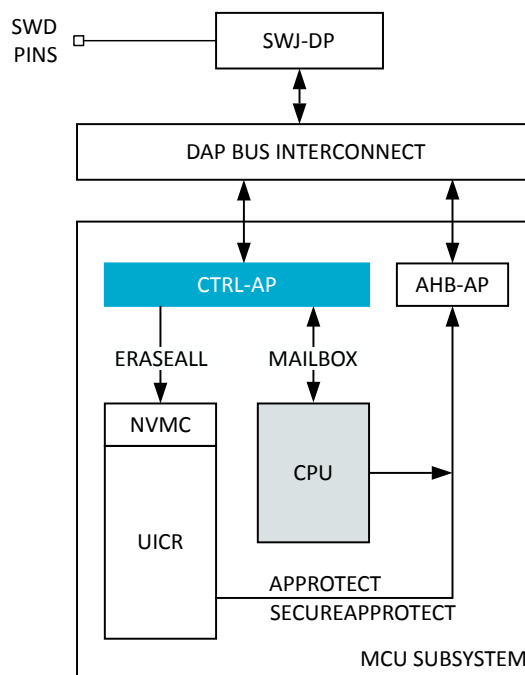 SWD
PINS
SWJ-DP
DAP BUS INTERCONNECT
CTRL-AP
AHB-AP
ERASEALL
MAILBOX
NVMC
CPU
UICR
APPROTECT
SECUREAPPROTECT
MCU SUBSYSTEM